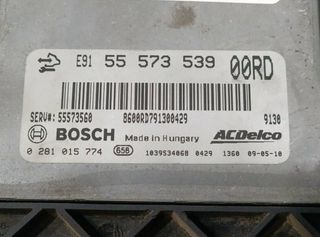 E91 55 573 539 00RD
SERV#: 55573560 8600RD791300429 9130
BOSCH Made in Hungary ACDelco
0 281 015 774 656 1039S34068 0429 1360 09-05-10